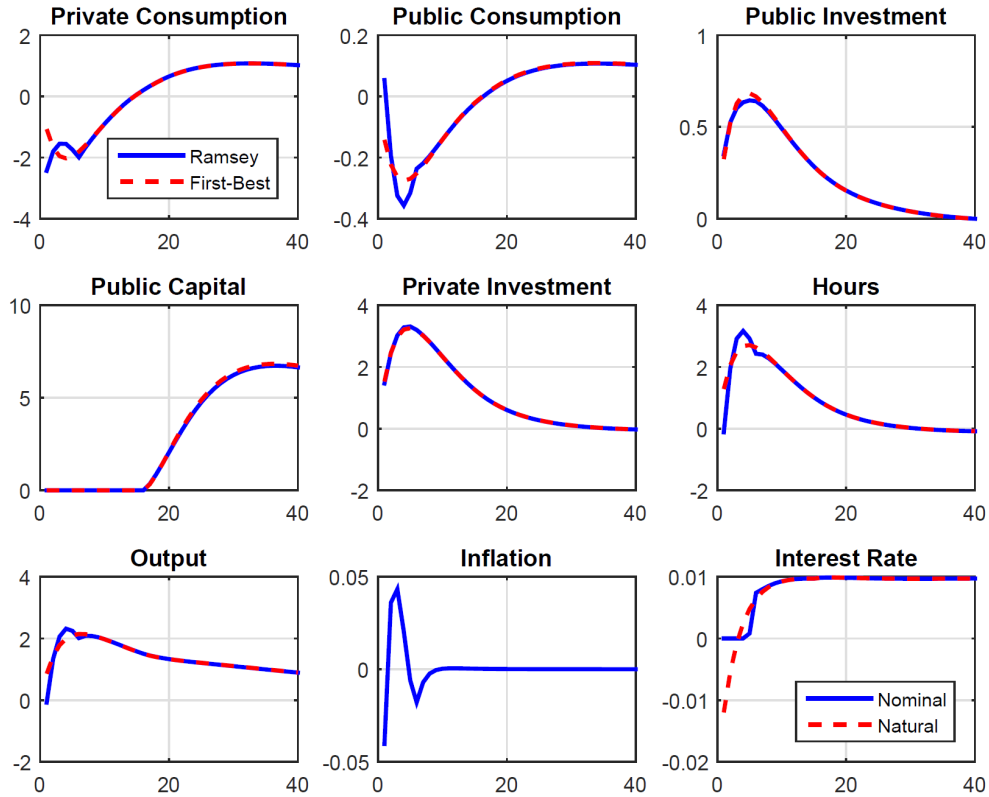 Private Consumption
2
0
-2
-4
0 20 40
Ramsey
First-Best
Public Consumption
0.2
0
-0.2
-0.4
0 20 40
Public Investment
1
0.5
0
0 20 40
Public Capital
10
5
0
0 20 40
Private Investment
4
2
0
-2
0 20 40
Hours
4
2
0
-2
0 20 40
Output
4
2
0
-2
0 20 40
Inflation
0.05
0
-0.05
0 20 40
Interest Rate
0.01
0
-0.01
-0.02
0 20 40
Nominal
Natural